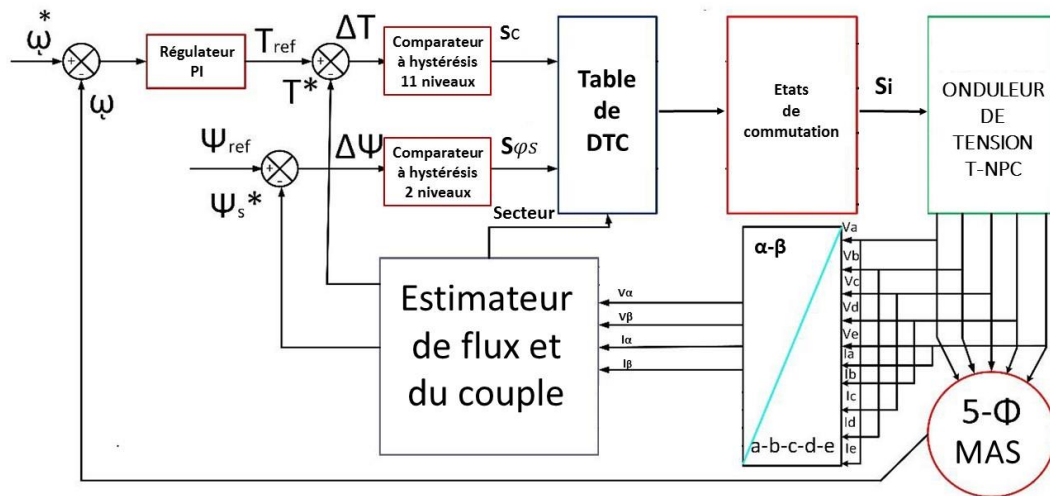 ω*
ω
Régulateur
PI
Tref
ΔT
T*
Comparateur
à hystérésis
11 niveaux
Sc
Ψref
Ψs*
ΔΨ
Comparateur
à hystérésis
2 niveaux
Sφs
Secteur
Table
de
DTC
Etats
de
commutation
Si
ONDULEUR
DE
TENSION
T-NPC
Estimateur
de flux et
du couple
Vα
Vβ
Iα
Iβ
α-β
a-b-c-d-e
Va
Vb
Vc
Vd
Ve
Ia
Ib
Ic
Id
Ie
5-Φ
MAS